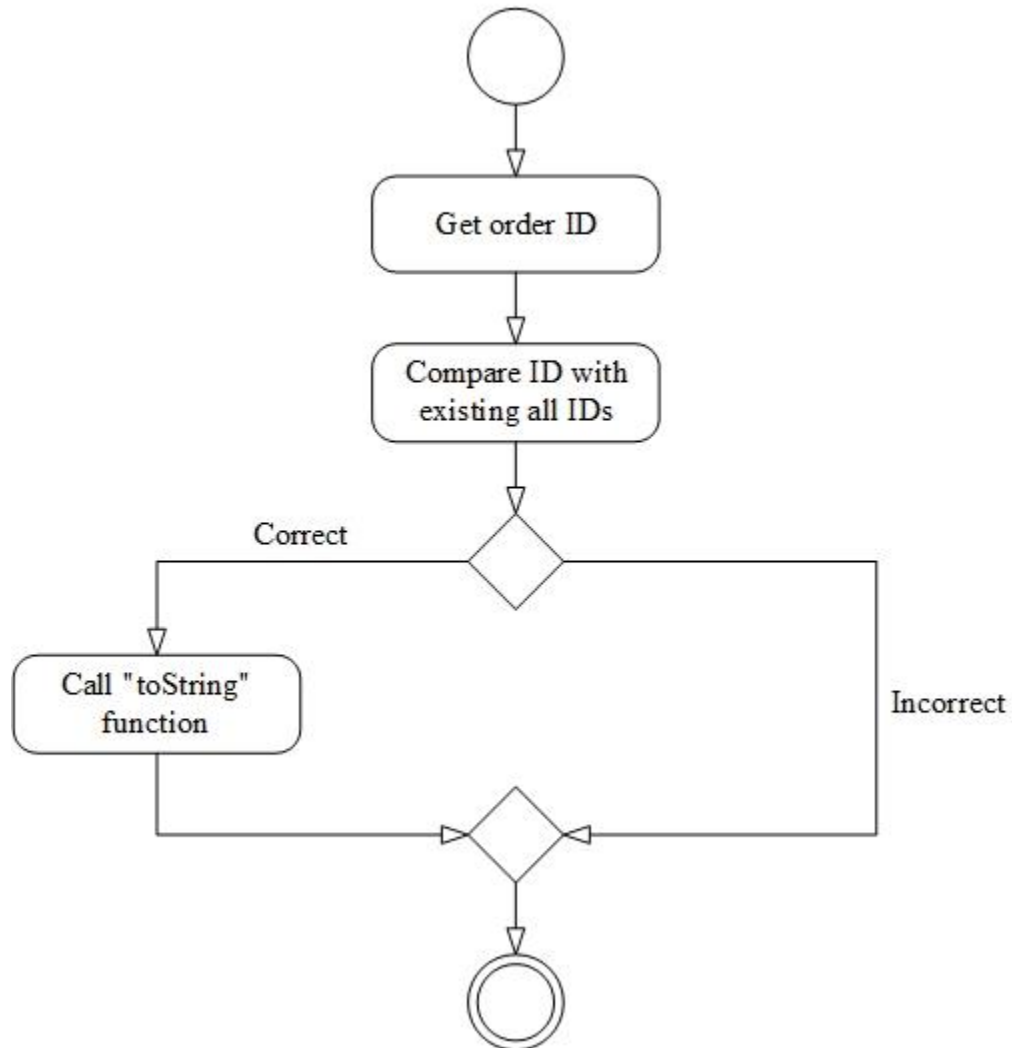 Get order ID
Compare ID with
existing all IDs
Correct
Call "toString"
function
Incorrect